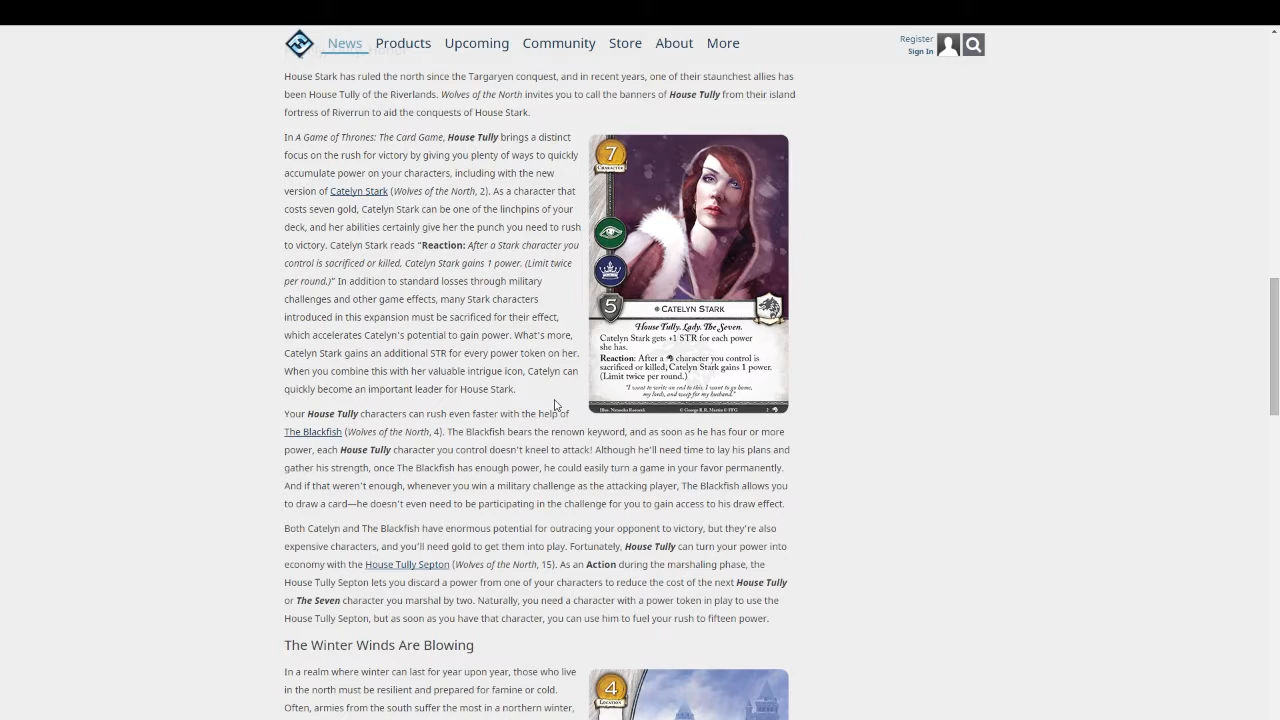 News Products Upcoming Community Store About More
Register
Sign In
House Stark has ruled the north since the Targaryen conquest, and in recent years, one of their staunchest allies has
been House Tully of the Riverlands. Wolves of the North invites you to call the banners of House Tully from their island
fortress of Riverrun to aid the conquests of House Stark.
In A Game of Thrones: The Card Game, House Tully brings a distinct
focus on the rush for victory by giving you plenty of ways to quickly
accumulate power on your characters, including with the new
version of Catelyn Stark (Wolves of the North, 2). As a character that
costs seven gold, Catelyn Stark can be one of the linchpins of your
deck, and her abilities certainly give her the punch you need to rush
to victory. Catelyn Stark reads “Reaction: After a Stark character you
control is sacrificed or killed, Catelyn Stark gains 1 power. (Limit twice
per round.)” In addition to standard losses through military
challenges and other game effects, many Stark characters
introduced in this expansion must be sacrificed for their effect,
which accelerates Catelyn's potential to gain power. What's more,
Catelyn Stark gains an additional STR for every power token on her.
When you combine this with her valuable intrigue icon, Catelyn can
quickly become an important leader for House Stark.
7
CHARACTER
5
CATELYN STARK
House Tully. Lady. The Seven.
Catelyn Stark gets +1 STR for each power
she has.
Reaction: After a character you control is
sacrificed or killed, Catelyn Stark gains 1 power.
(Limit twice per round.)
"I want to write an end to this. I want to go home,
my lords, and weep for my husband."
© George R.R. Martin © FFG
2
Your House Tully characters can rush even faster with the help of
The Blackfish (Wolves of the North, 4). The Blackfish bears the renown keyword, and as soon as he has four or more
power, each House Tully character you control doesn't kneel to attack! Although he'll need time to lay his plans and
gather his strength, once The Blackfish has enough power, he could easily turn a game in your favor permanently.
And if that weren't enough, whenever you win a military challenge as the attacking player, The Blackfish allows you
to draw a card—he doesn't even need to be participating in the challenge for you to gain access to his draw effect.
Both Catelyn and The Blackfish have enormous potential for outracing your opponent to victory, but they're also
expensive characters, and you'll need gold to get them into play. Fortunately, House Tully can turn your power into
economy with the House Tully Septon (Wolves of the North, 15). As an Action during the marshaling phase, the
House Tully Septon lets you discard a power from one of your characters to reduce the cost of the next House Tully
or The Seven character you marshal by two. Naturally, you need a character with a power token in play to use the
House Tully Septon, but as soon as you have that character, you can use him to fuel your rush to fifteen power.
The Winter Winds Are Blowing
In a realm where winter can last for year upon year, those who live
in the north must be resilient and prepared for famine or cold.
Often, armies from the south suffer the most in a northern winter,
4
LOCATION